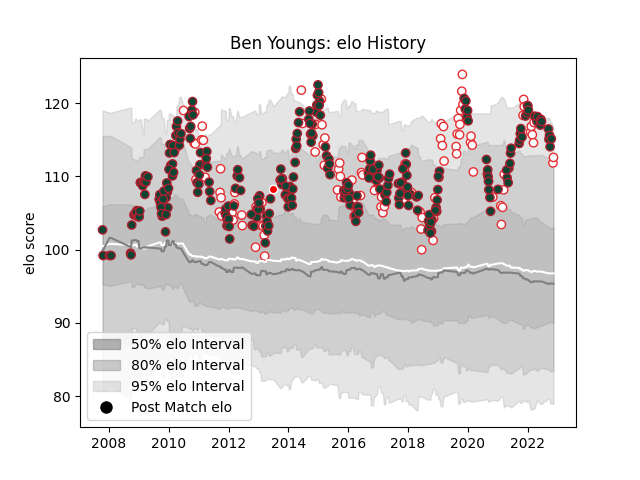 Ben Youngs: elo History
elo score
120
110
100
90
80
50% elo Interval
80% elo Interval
95% elo Interval
Post Match elo
2008 2010 2012 2014 2016 2018 2020 2022